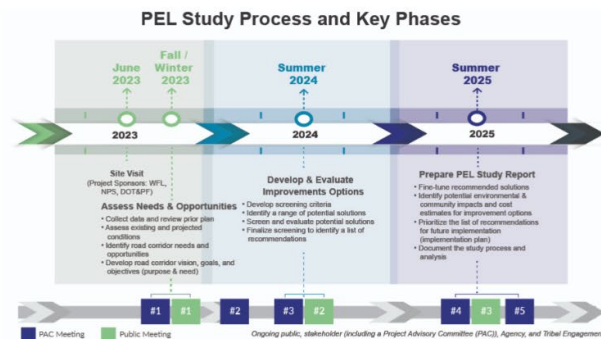 PEL Study Process and Key Phases
June
2023
Fall /
Winter
2023
Summer
2024
Summer
2025
2023
2024
2025
Site Visit
(Project Sponsors: WFL,
NPS, DOT&PF)
Assess Needs & Opportunities
• Collect data and review prior plan
• Assess existing and projected
conditions
• Identify road corridor needs and
opportunities
• Develop road corridor vision, goals, and
objectives (purpose & need)
Develop & Evaluate
Improvements Options
• Develop screening criteria
• Identify a range of potential solutions
• Screen and evaluate potential solutions
• Finalize screening to identify a list of
recommendations
Prepare PEL Study Report
• Fine-tune recommended solutions
• Identify potential environmental &
community impacts and cost
estimates for improvement options
• Prioritize the list of recommendations
for future implementation
(implementation plan)
• Document the study process and
analysis
#1 #1 #2 #3 #2 #4 #3 #5
PAC Meeting
Public Meeting
Ongoing public, stakeholder (including a Project Advisory Committee (PAC)), Agency, and Tribal Engagement